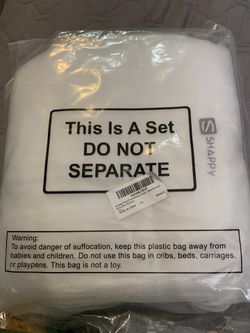 This Is A Set
DO NOT
SEPARATE
SHAPPY
Warning:
To avoid danger of suffocation, keep this plastic bag away from
babies and children. Do not use this bag in cribs, beds, carriages,
or playpens. This bag is not a toy.